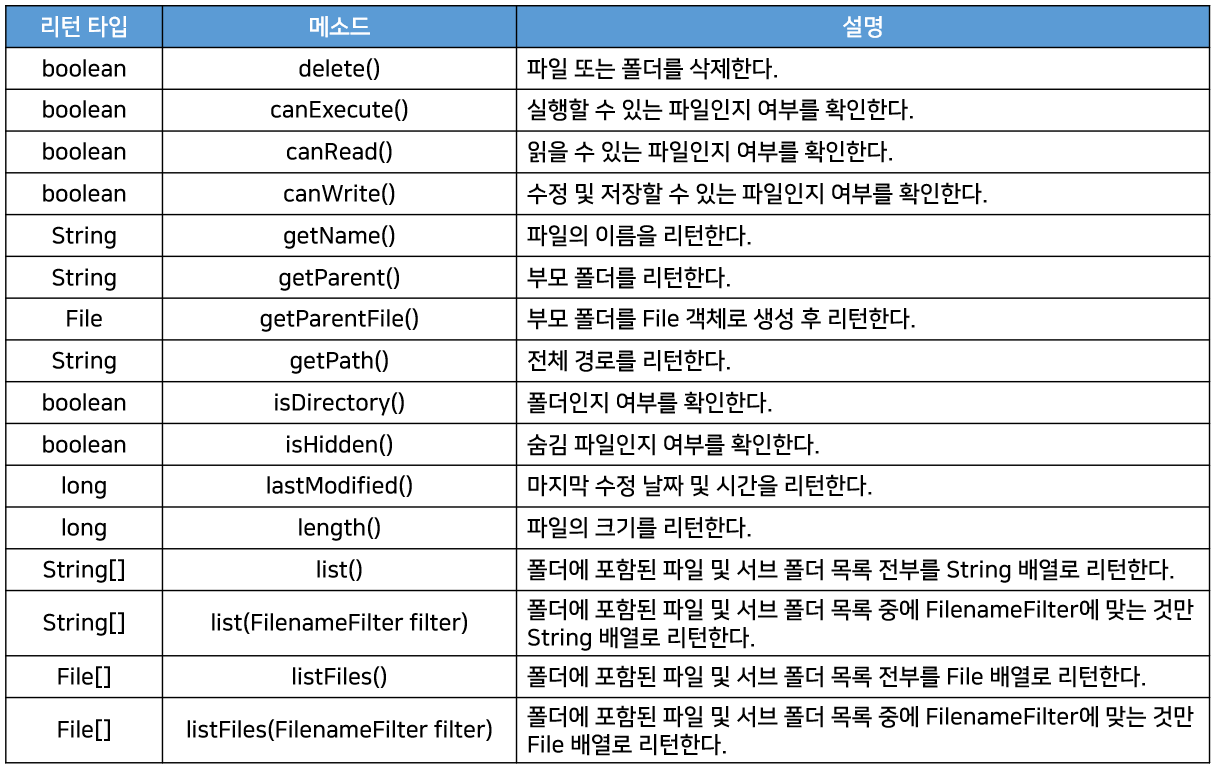 리턴 타입 메소드 설명
boolean delete() 파일 또는 폴더를 삭제한다.
boolean canExecute() 실행할 수 있는 파일인지 여부를 확인한다.
boolean canRead() 읽을 수 있는 파일인지 여부를 확인한다.
boolean canWrite() 수정 및 저장할 수 있는 파일인지 여부를 확인한다.
String getName() 파일의 이름을 리턴한다.
String getParent() 부모 폴더를 리턴한다.
File getParentFile() 부모 폴더를 File 객체로 생성 후 리턴한다.
String getPath() 전체 경로를 리턴한다.
boolean isDirectory() 폴더인지 여부를 확인한다.
boolean isHidden() 숨김 파일인지 여부를 확인한다.
long lastModified() 마지막 수정 날짜 및 시간을 리턴한다.
long length() 파일의 크기를 리턴한다.
String[] list() 폴더에 포함된 파일 및 서브 폴더 목록 전부를 String 배열로 리턴한다.
String[] list(FilenameFilter filter) 폴더에 포함된 파일 및 서브 폴더 목록 중에 FilenameFilter에 맞는 것만
String 배열로 리턴한다.
File[] listFiles() 폴더에 포함된 파일 및 서브 폴더 목록 전부를 File 배열로 리턴한다.
File[] listFiles(FilenameFilter filter) 폴더에 포함된 파일 및 서브 폴더 목록 중에 FilenameFilter에 맞는 것만
File 배열로 리턴한다.